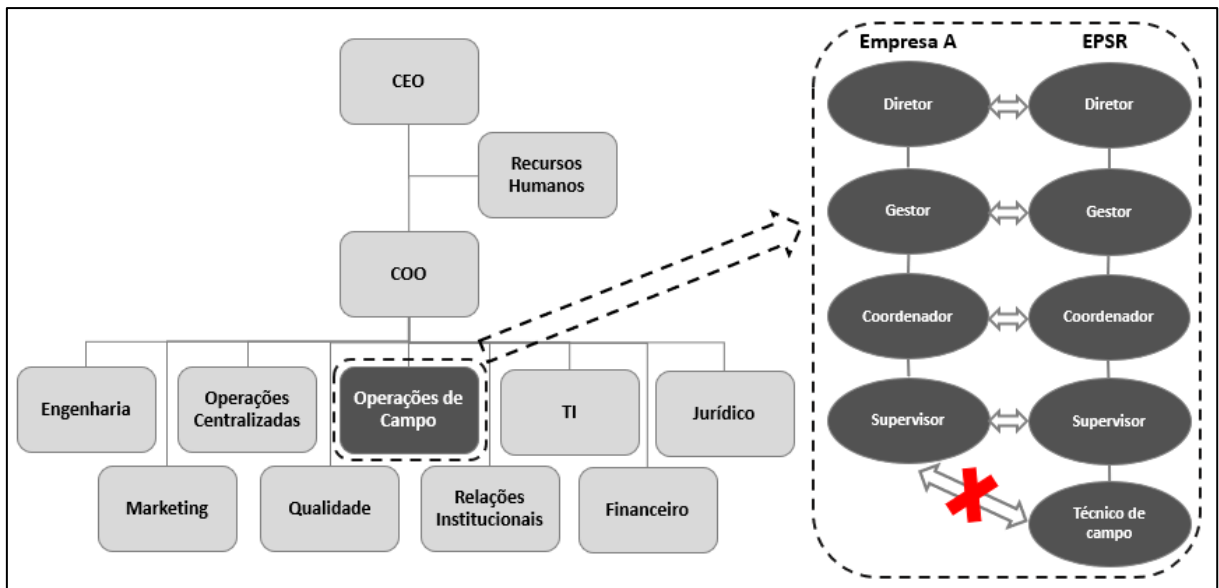 CEO
Recursos
Humanos
COO
Engenharia
Operações
Centralizadas
Operações de
Campo
TI
Jurídico
Marketing
Qualidade
Relações
Institucionais
Financeiro
Empresa A
EPSR
Diretor
Diretor
Gestor
Gestor
Coordenador
Coordenador
Supervisor
Supervisor
Técnico de
campo